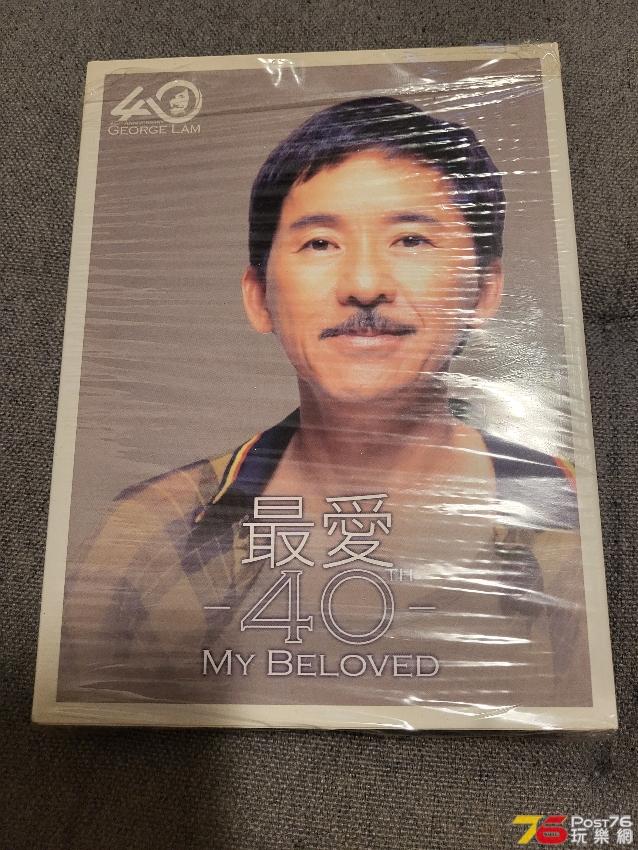 40
GEORGE LAM
最愛
40TH
MY BELOVED
76 POST76
玩樂網